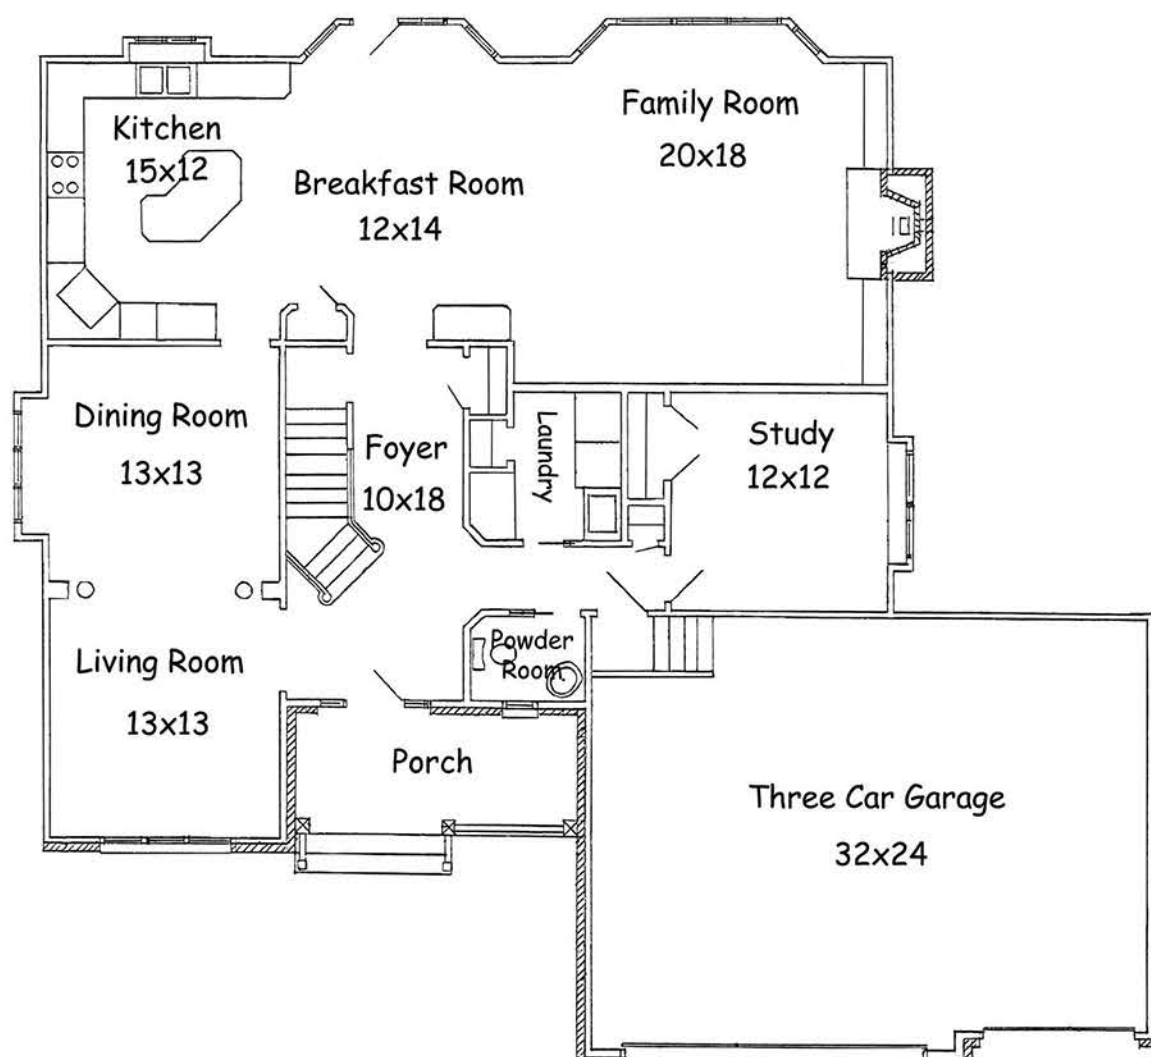 Kitchen
15x12
Breakfast Room
12x14
Family Room
20x18
Dining Room
13x13
Foyer
10x18
Laundry
Study
12x12
Living Room
13x13
Powder
Room
Porch
Three Car Garage
32x24